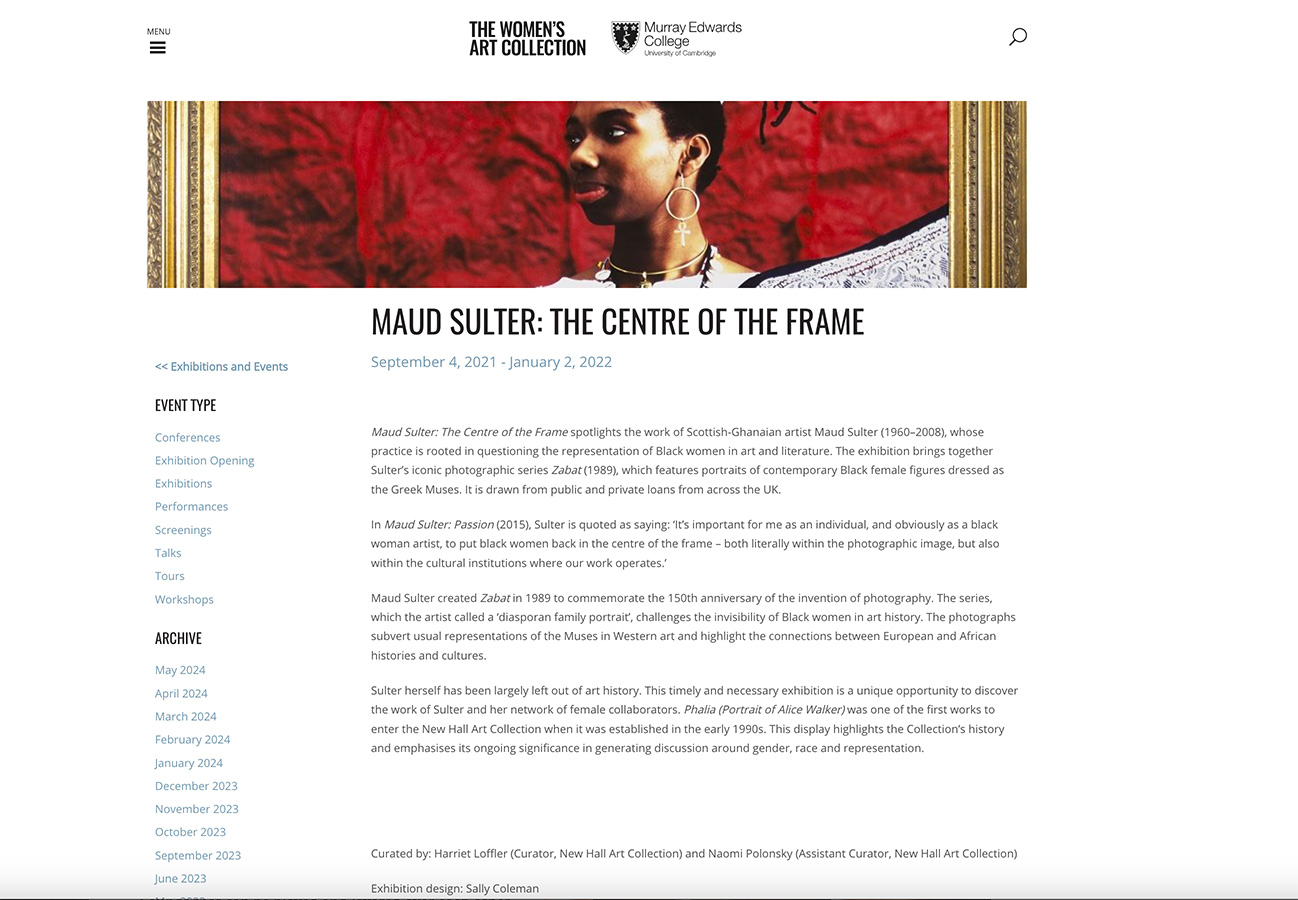 MENU
THE WOMEN'S
ART COLLECTION
Murray Edwards
College
University of Cambridge
MAUD SULTER: THE CENTRE OF THE FRAME
September 4, 2021 - January 2, 2022
<< Exhibitions and Events
EVENT TYPE
Conferences
Exhibition Opening
Exhibitions
Performances
Screenings
Talks
Tours
Workshops
ARCHIVE
May 2024
April 2024
March 2024
February 2024
January 2024
December 2023
November 2023
October 2023
September 2023
June 2023
Maud Sulter: The Centre of the Frame spotlights the work of Scottish-Ghanaian artist Maud Sulter (1960–2008), whose
practice is rooted in questioning the representation of Black women in art and literature. The exhibition brings together
Sulter's iconic photographic series Zabat (1989), which features portraits of contemporary Black female figures dressed as
the Greek Muses. It is drawn from public and private loans from across the UK.
In Maud Sulter: Passion (2015), Sulter is quoted as saying: 'It's important for me as an individual, and obviously as a black
woman artist, to put black women back in the centre of the frame – both literally within the photographic image, but also
within the cultural institutions where our work operates.'
Maud Sulter created Zabat in 1989 to commemorate the 150th anniversary of the invention of photography. The series,
which the artist called a 'diasporan family portrait', challenges the invisibility of Black women in art history. The photographs
subvert usual representations of the Muses in Western art and highlight the connections between European and African
histories and cultures.
Sulter herself has been largely left out of art history. This timely and necessary exhibition is a unique opportunity to discover
the work of Sulter and her network of female collaborators. Phalia (Portrait of Alice Walker) was one of the first works to
enter the New Hall Art Collection when it was established in the early 1990s. This display highlights the Collection's history
and emphasises its ongoing significance in generating discussion around gender, race and representation.
Curated by: Harriet Loffler (Curator, New Hall Art Collection) and Naomi Polonsky (Assistant Curator, New Hall Art Collection)
Exhibition design: Sally Coleman